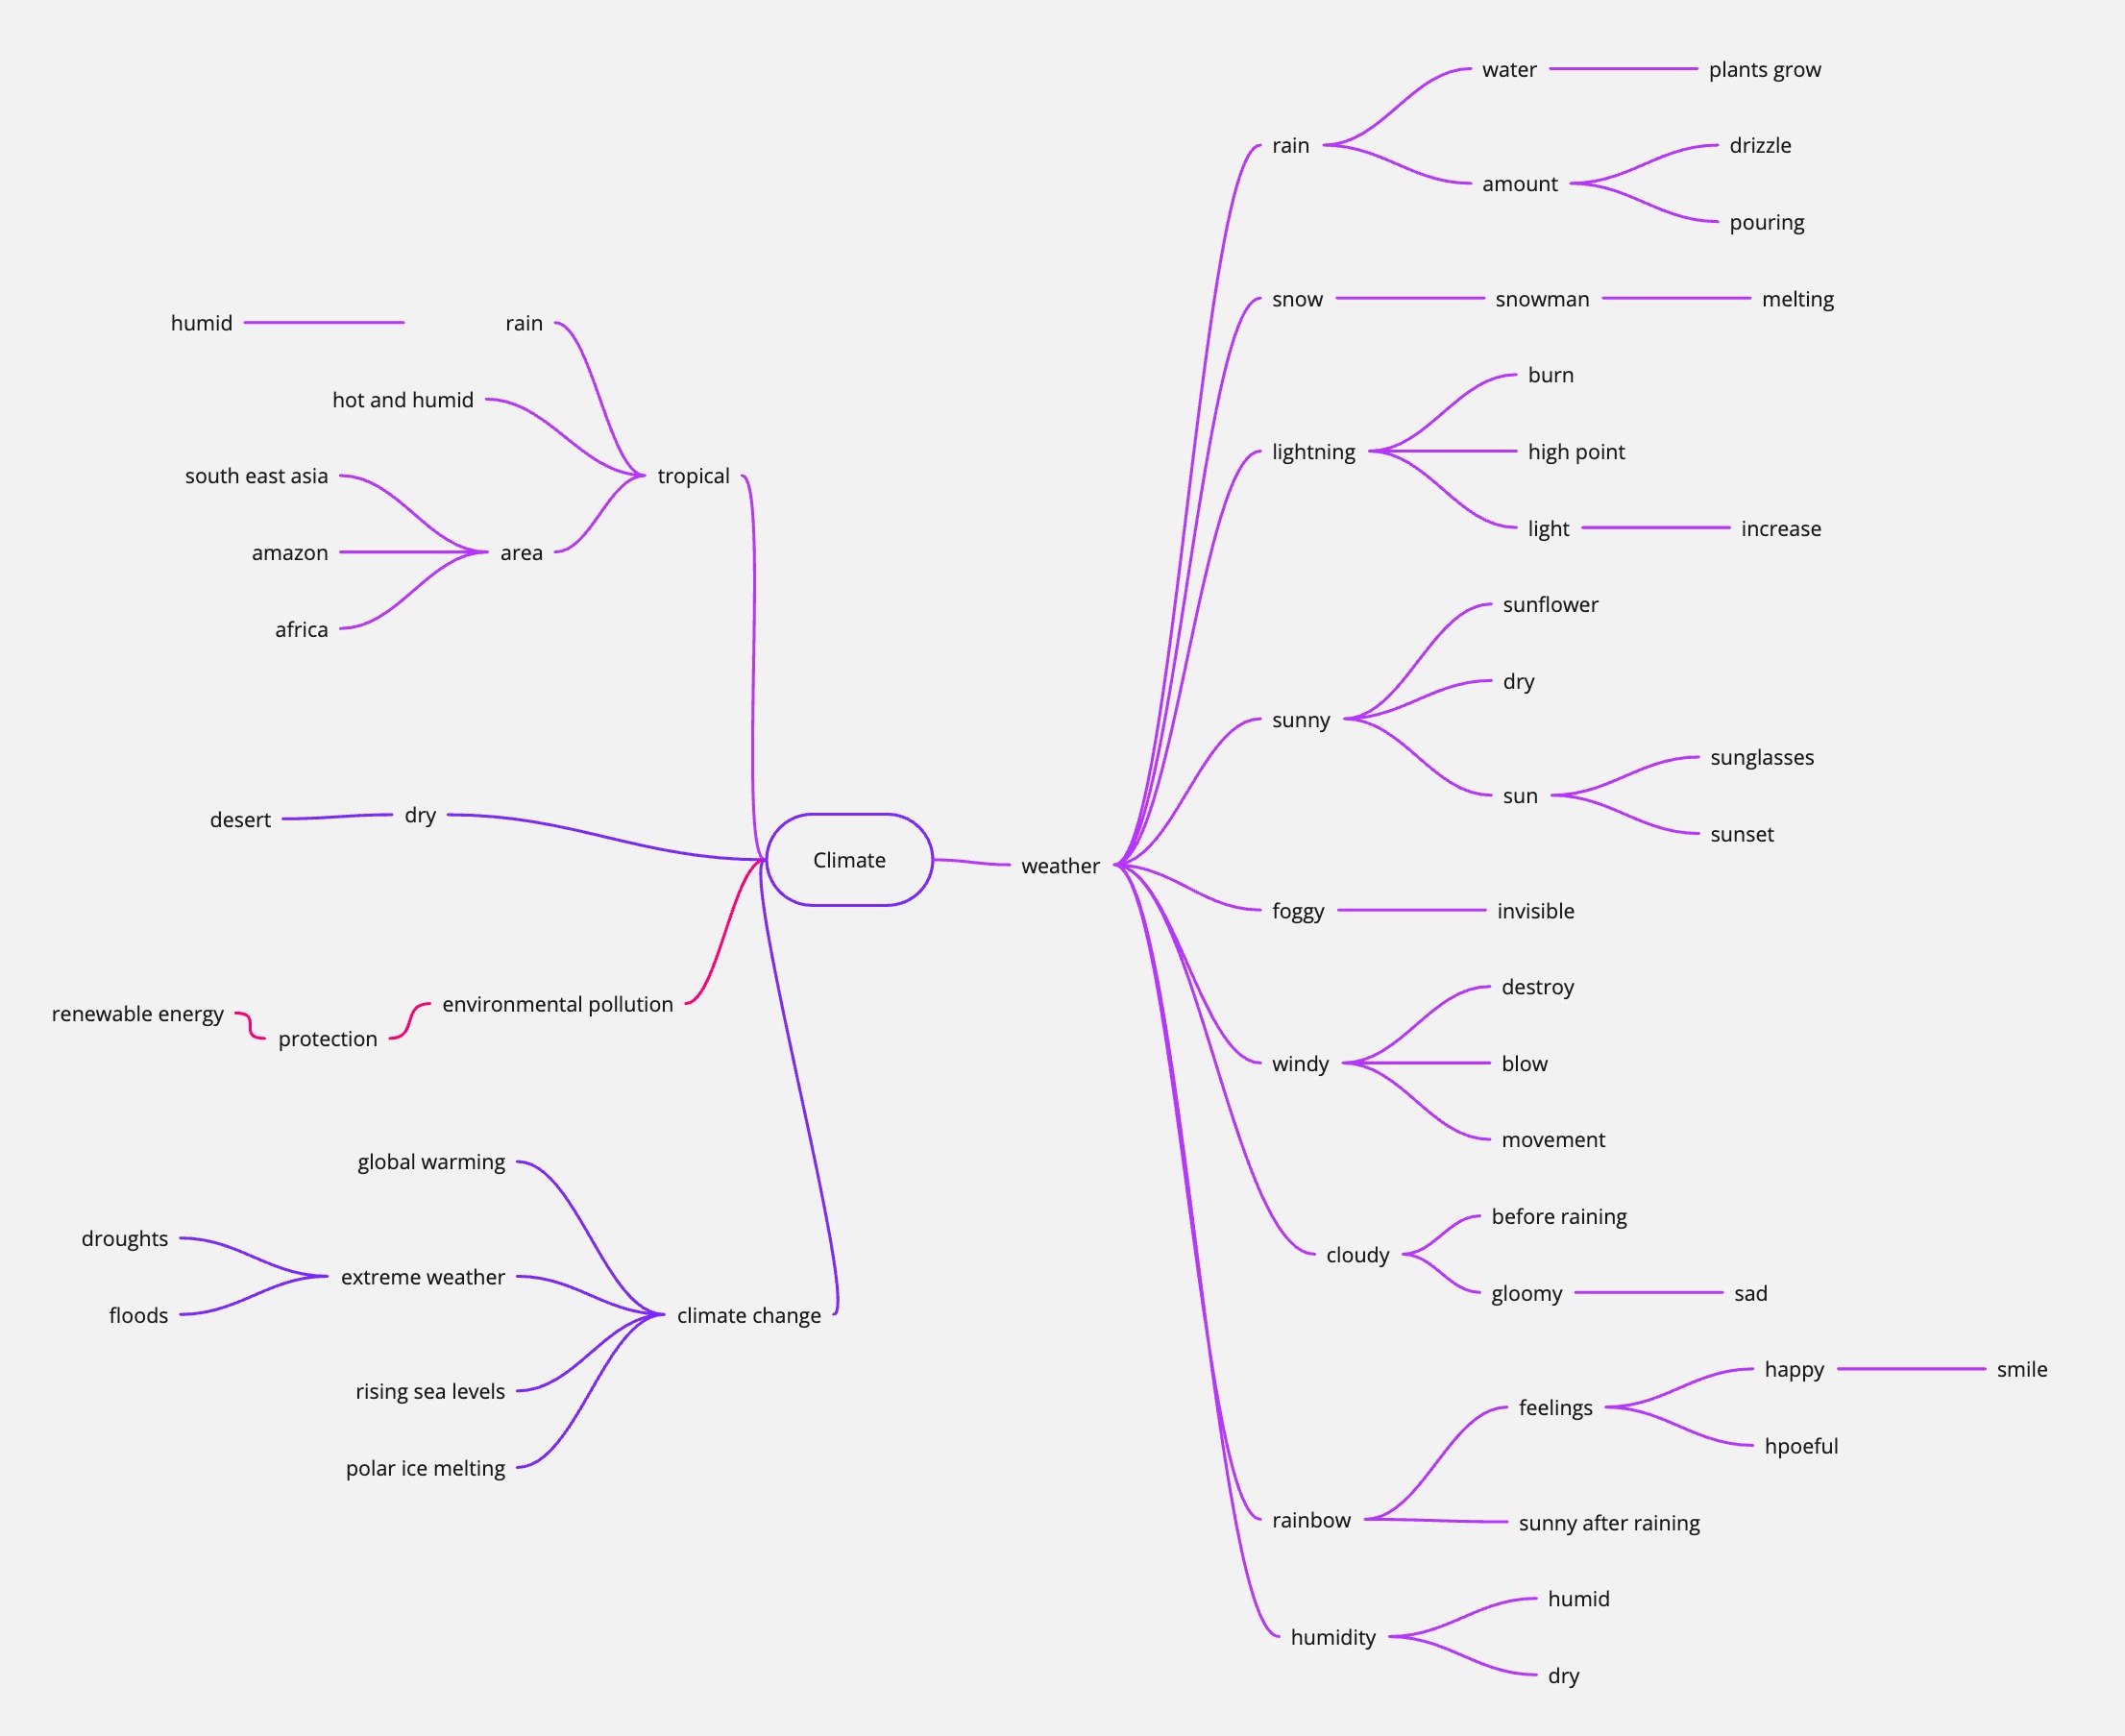 Climate
weather
rain
water
plants grow
amount
drizzle
pouring
snow
snowman
melting
lightning
burn
high point
light
increase
sunny
sunflower
dry
sun
sunglasses
sunset
foggy
invisible
windy
destroy
blow
movement
cloudy
before raining
gloomy
sad
rainbow
feelings
happy
smile
hpoeful
sunny after raining
humidity
humid
dry
tropical
rain
humid
hot and humid
area
south east asia
amazon
africa
dry
desert
environmental pollution
protection
renewable energy
climate change
global warming
extreme weather
droughts
floods
rising sea levels
polar ice melting